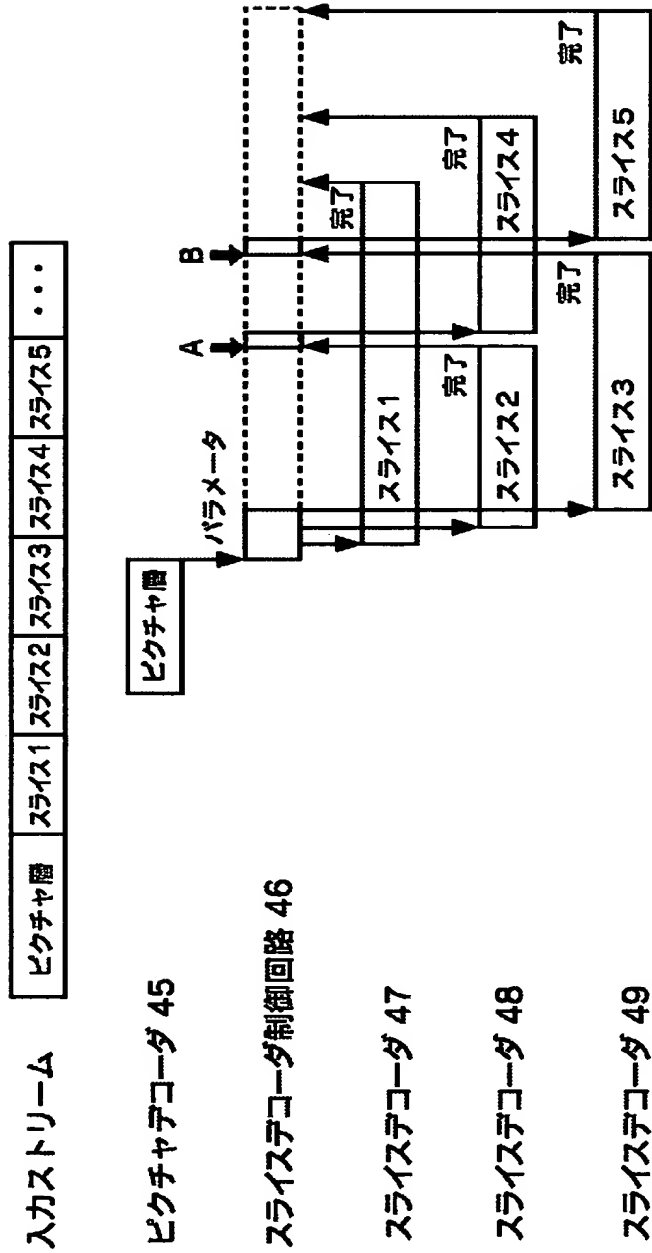 入力ストリーム
ピクチャ層 スライス1 スライス2 スライス3 スライス4 スライス5 ・・・
ピクチャデコーダ 45
ピクチャ層
スライスデコーダ制御回路 46
パラメータ
A
B
スライスデコーダ 47
スライス1
完了
スライスデコーダ 48
スライス2
完了
スライス4
完了
スライスデコーダ 49
スライス3
完了
スライス5
完了